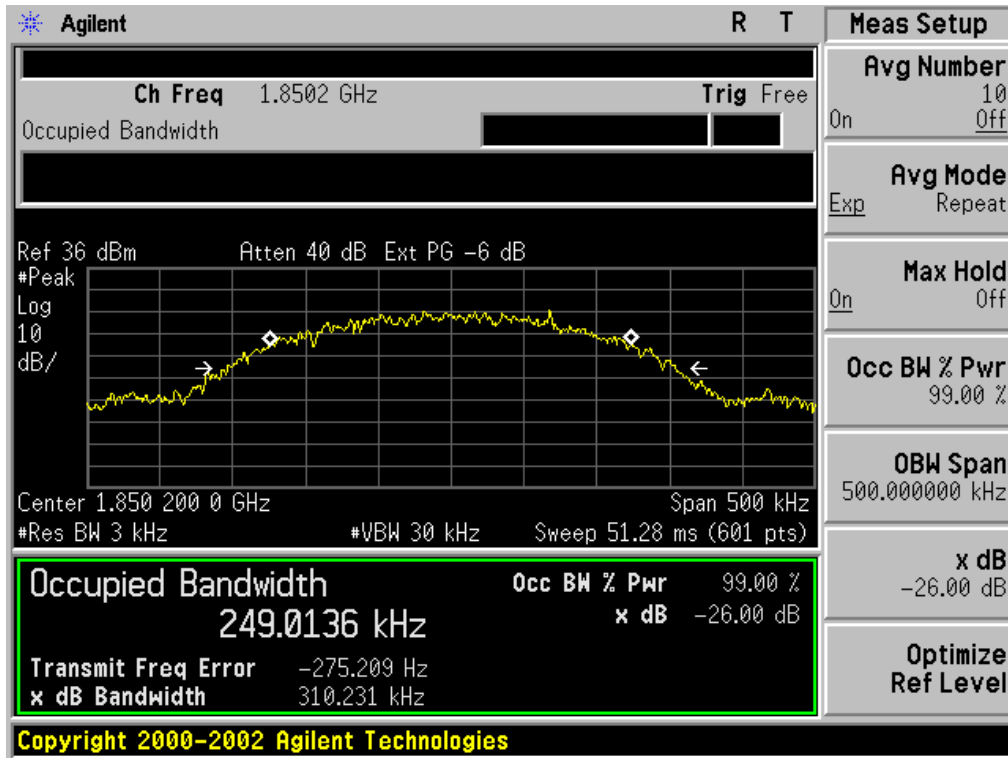 Agilent R T
Ch Freq 1.8502 GHz Trig Free
Occupied Bandwidth
Ref 36 dBm Atten 40 dB Ext PG -6 dB
#Peak
Log
10
dB/
Center 1.850 200 0 GHz Span 500 kHz
#Res BW 3 kHz #VBW 30 kHz Sweep 51.28 ms (601 pts)
Occupied Bandwidth
249.0136 kHz
Occ BW % Pwr 99.00 %
x dB -26.00 dB
Transmit Freq Error -275.209 Hz
x dB Bandwidth 310.231 kHz
Copyright 2000-2002 Agilent Technologies
Meas Setup
Avg Number
10
On Off
Avg Mode
Exp Repeat
Max Hold
On Off
Occ BW % Pwr
99.00 %
OBW Span
500.000000 kHz
x dB
-26.00 dB
Optimize
Ref Level